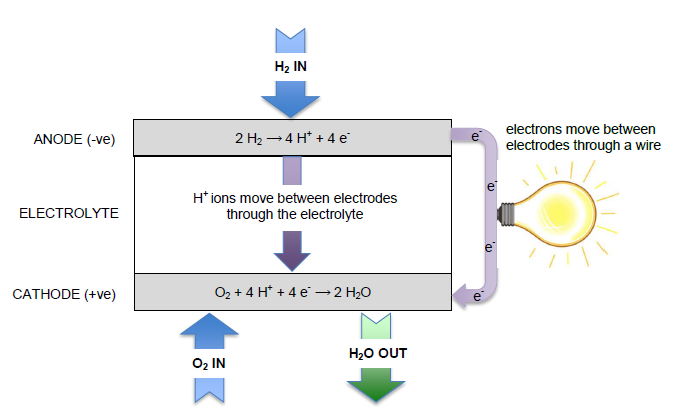 H₂ IN
ANODE (-ve)
2 H₂ → 4 H⁺ + 4 e⁻
e⁻
electrons move between
electrodes through a wire
e⁻
ELECTROLYTE
H⁺ ions move between electrodes
through the electrolyte
e⁻
CATHODE (+ve)
O₂ + 4 H⁺ + 4 e⁻ → 2 H₂O
e⁻
O₂ IN
H₂O OUT